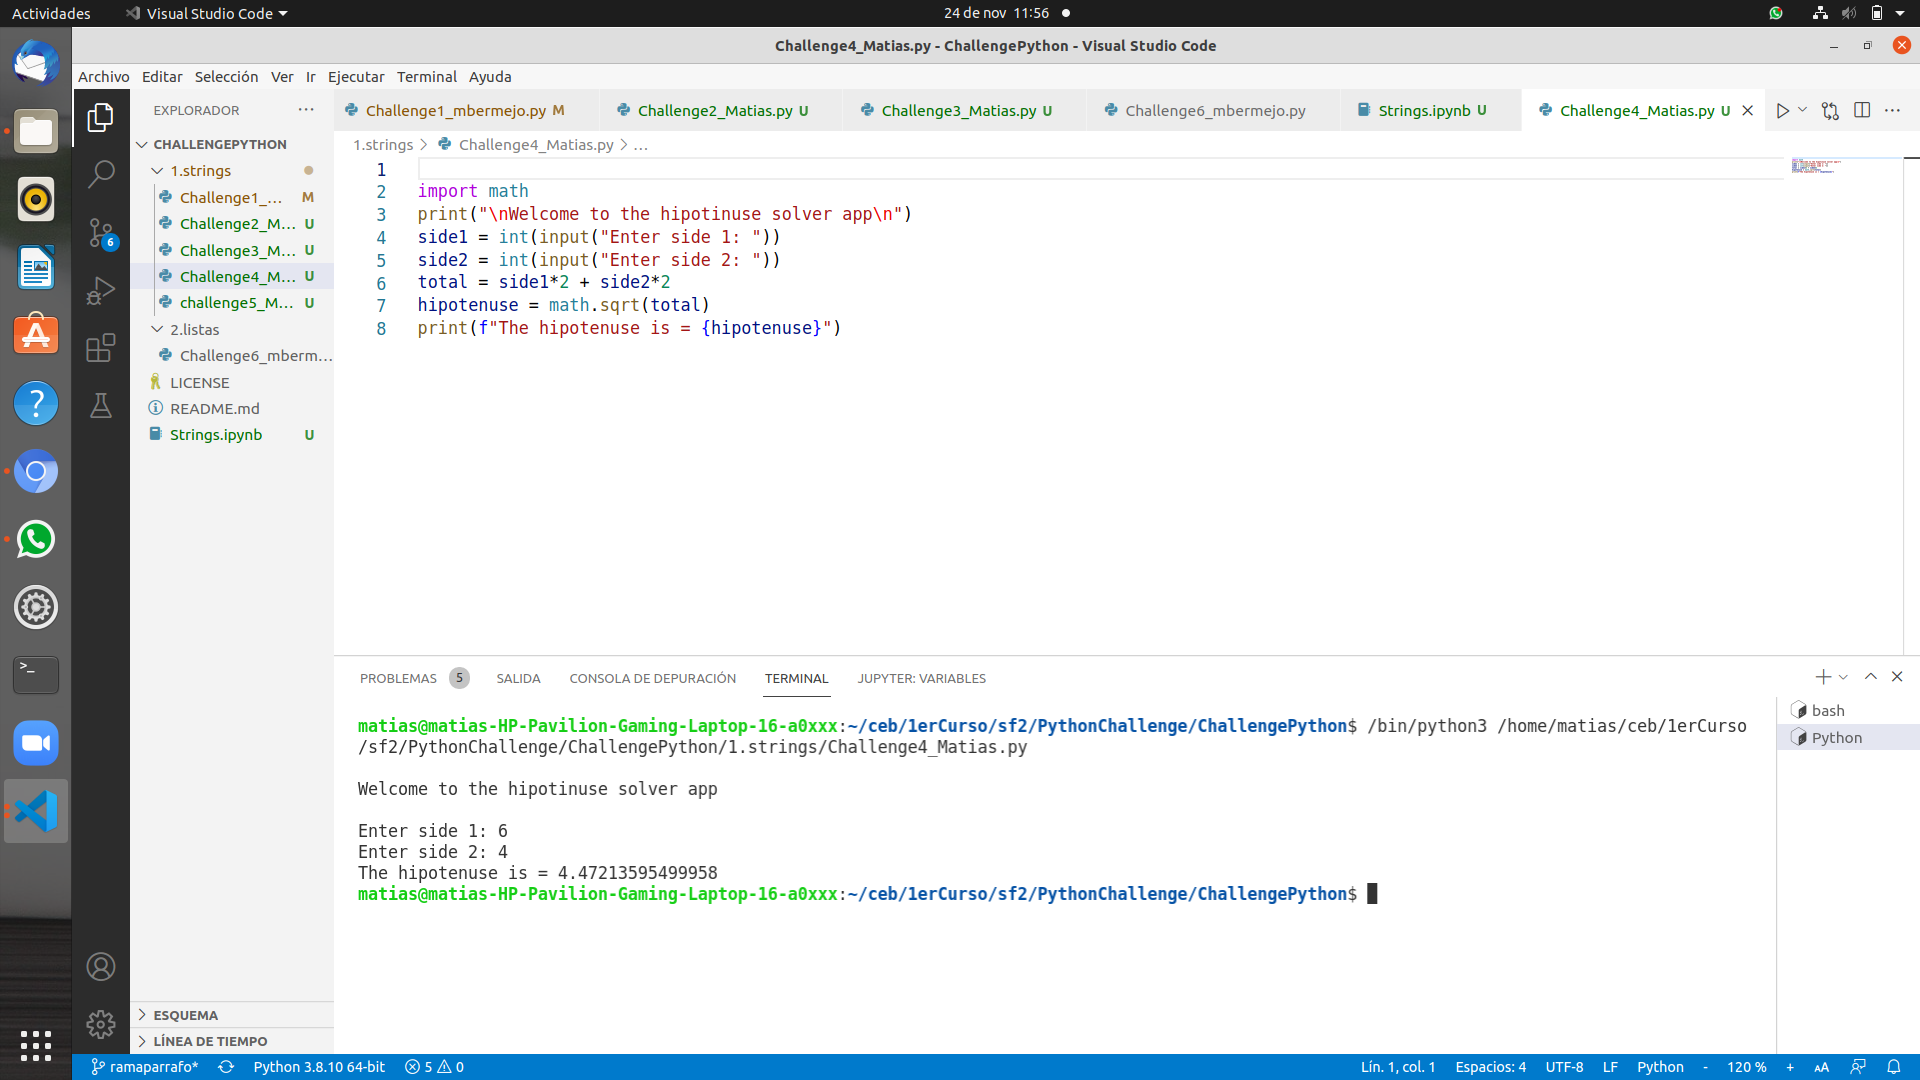 Actividades
Visual Studio Code
24 de nov 11:56
Challenge4_Matias.py - ChallengePython - Visual Studio Code
Archivo Editar Selección Ver Ir Ejecutar Terminal Ayuda
EXPLORADOR
Challenge1_mbermejo.py M
Challenge2_Matias.py U
Challenge3_Matias.py U
Challenge6_mbermejo.py
Strings.ipynb U
Challenge4_Matias.py U
CHALLENGEPYTHON
1.strings
Challenge1_... M
Challenge2_M... U
Challenge3_M... U
Challenge4_M... U
challenge5_M... U
2.listas
Challenge6_mberm...
LICENSE
README.md
Strings.ipynb U
6
ESQUEMA
LÍNEA DE TIEMPO
1.strings > Challenge4_Matias.py > ...
1
2 import math
3 print("\nWelcome to the hipotinuse solver app\n")
4 side1 = int(input("Enter side 1: "))
5 side2 = int(input("Enter side 2: "))
6 total = side1*2 + side2*2
7 hipotenuse = math.sqrt(total)
8 print(f"The hipotenuse is = {hipotenuse}")
PROBLEMAS 5 SALIDA CONSOLA DE DEPURACIÓN TERMINAL JUPYTER: VARIABLES
matias@matias-HP-Pavilion-Gaming-Laptop-16-a0xxx:~/ceb/1erCurso/sf2/PythonChallenge/ChallengePython$ /bin/python3 /home/matias/ceb/1erCurso
/sf2/PythonChallenge/ChallengePython/1.strings/Challenge4_Matias.py
Welcome to the hipotinuse solver app
Enter side 1: 6
Enter side 2: 4
The hipotenuse is = 4.47213595499958
matias@matias-HP-Pavilion-Gaming-Laptop-16-a0xxx:~/ceb/1erCurso/sf2/PythonChallenge/ChallengePython$
bash
Python
ramaparrafo* Python 3.8.10 64-bit 5 0
Lín. 1, col. 1 Espacios: 4 UTF-8 LF Python - 120 % + AA